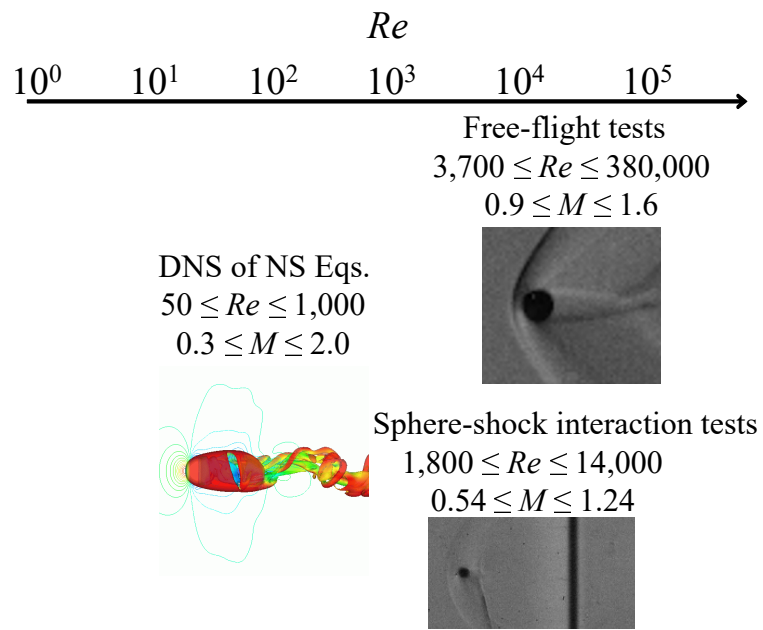 Re
10⁰ 10¹ 10² 10³ 10⁴ 10⁵
Free-flight tests
3,700 ≤ Re ≤ 380,000
0.9 ≤ M ≤ 1.6
DNS of NS Eqs.
50 ≤ Re ≤ 1,000
0.3 ≤ M ≤ 2.0
Sphere-shock interaction tests
1,800 ≤ Re ≤ 14,000
0.54 ≤ M ≤ 1.24